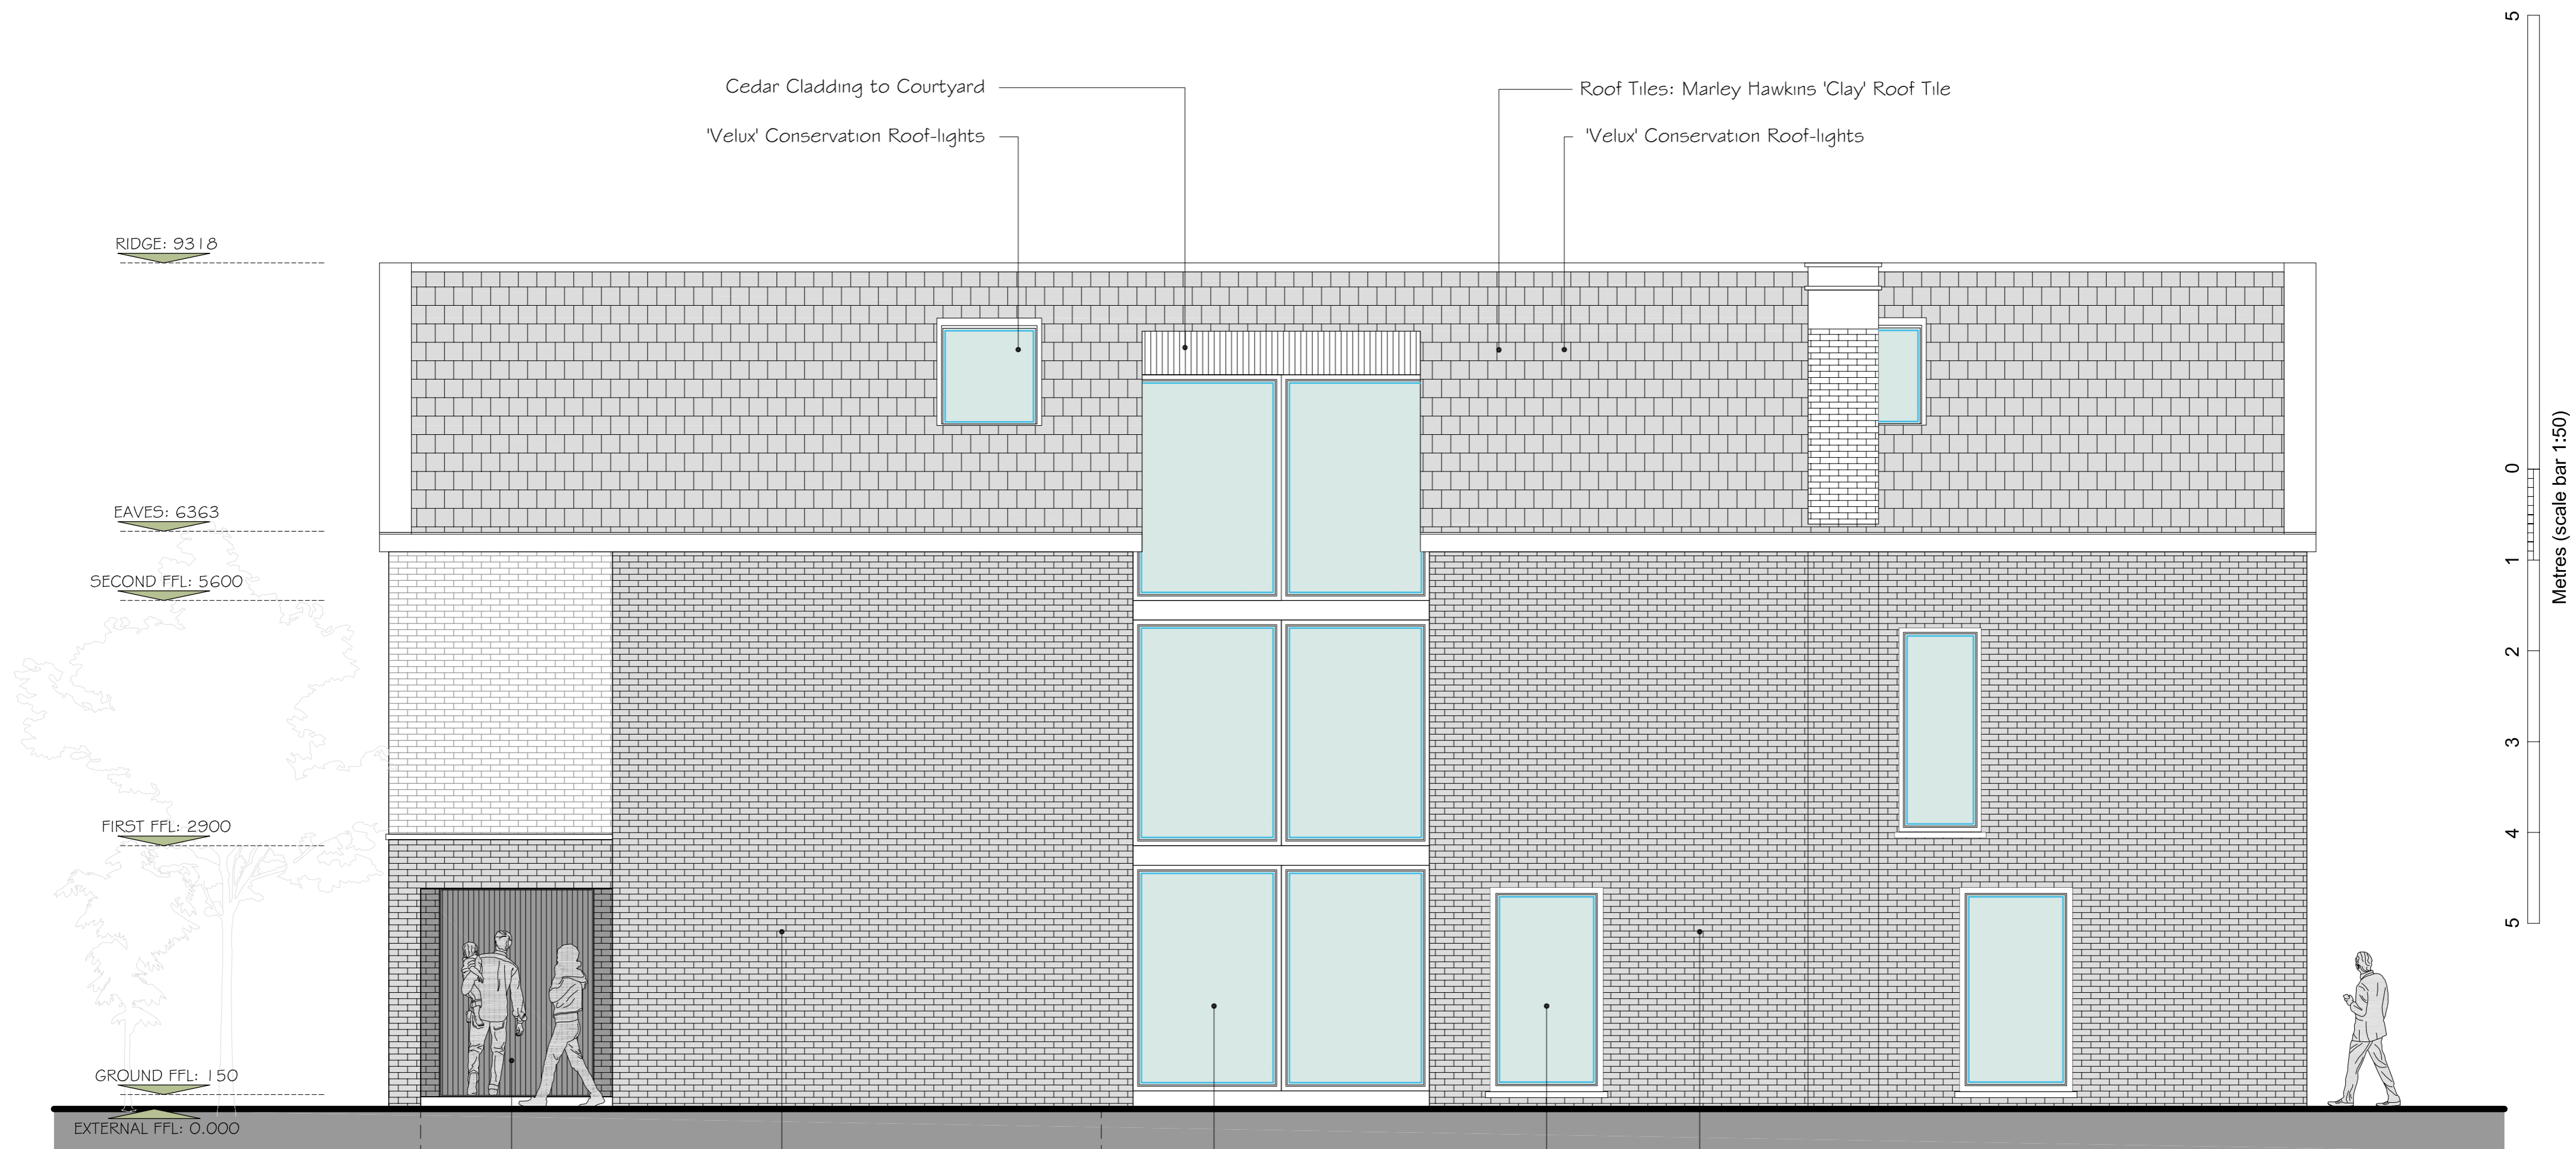 Cedar Cladding to Courtyard
'Velux' Conservation Roof-lights
Roof Tiles: Marley Hawkins 'Clay' Roof Tile
'Velux' Conservation Roof-lights
RIDGE: 9318
EAVES: 6363
SECOND FFL: 5600
FIRST FFL: 2900
GROUND FFL: 150
EXTERNAL FFL: 0.000
5
0
1
2
3
4
5
Metres (scale bar 1:50)